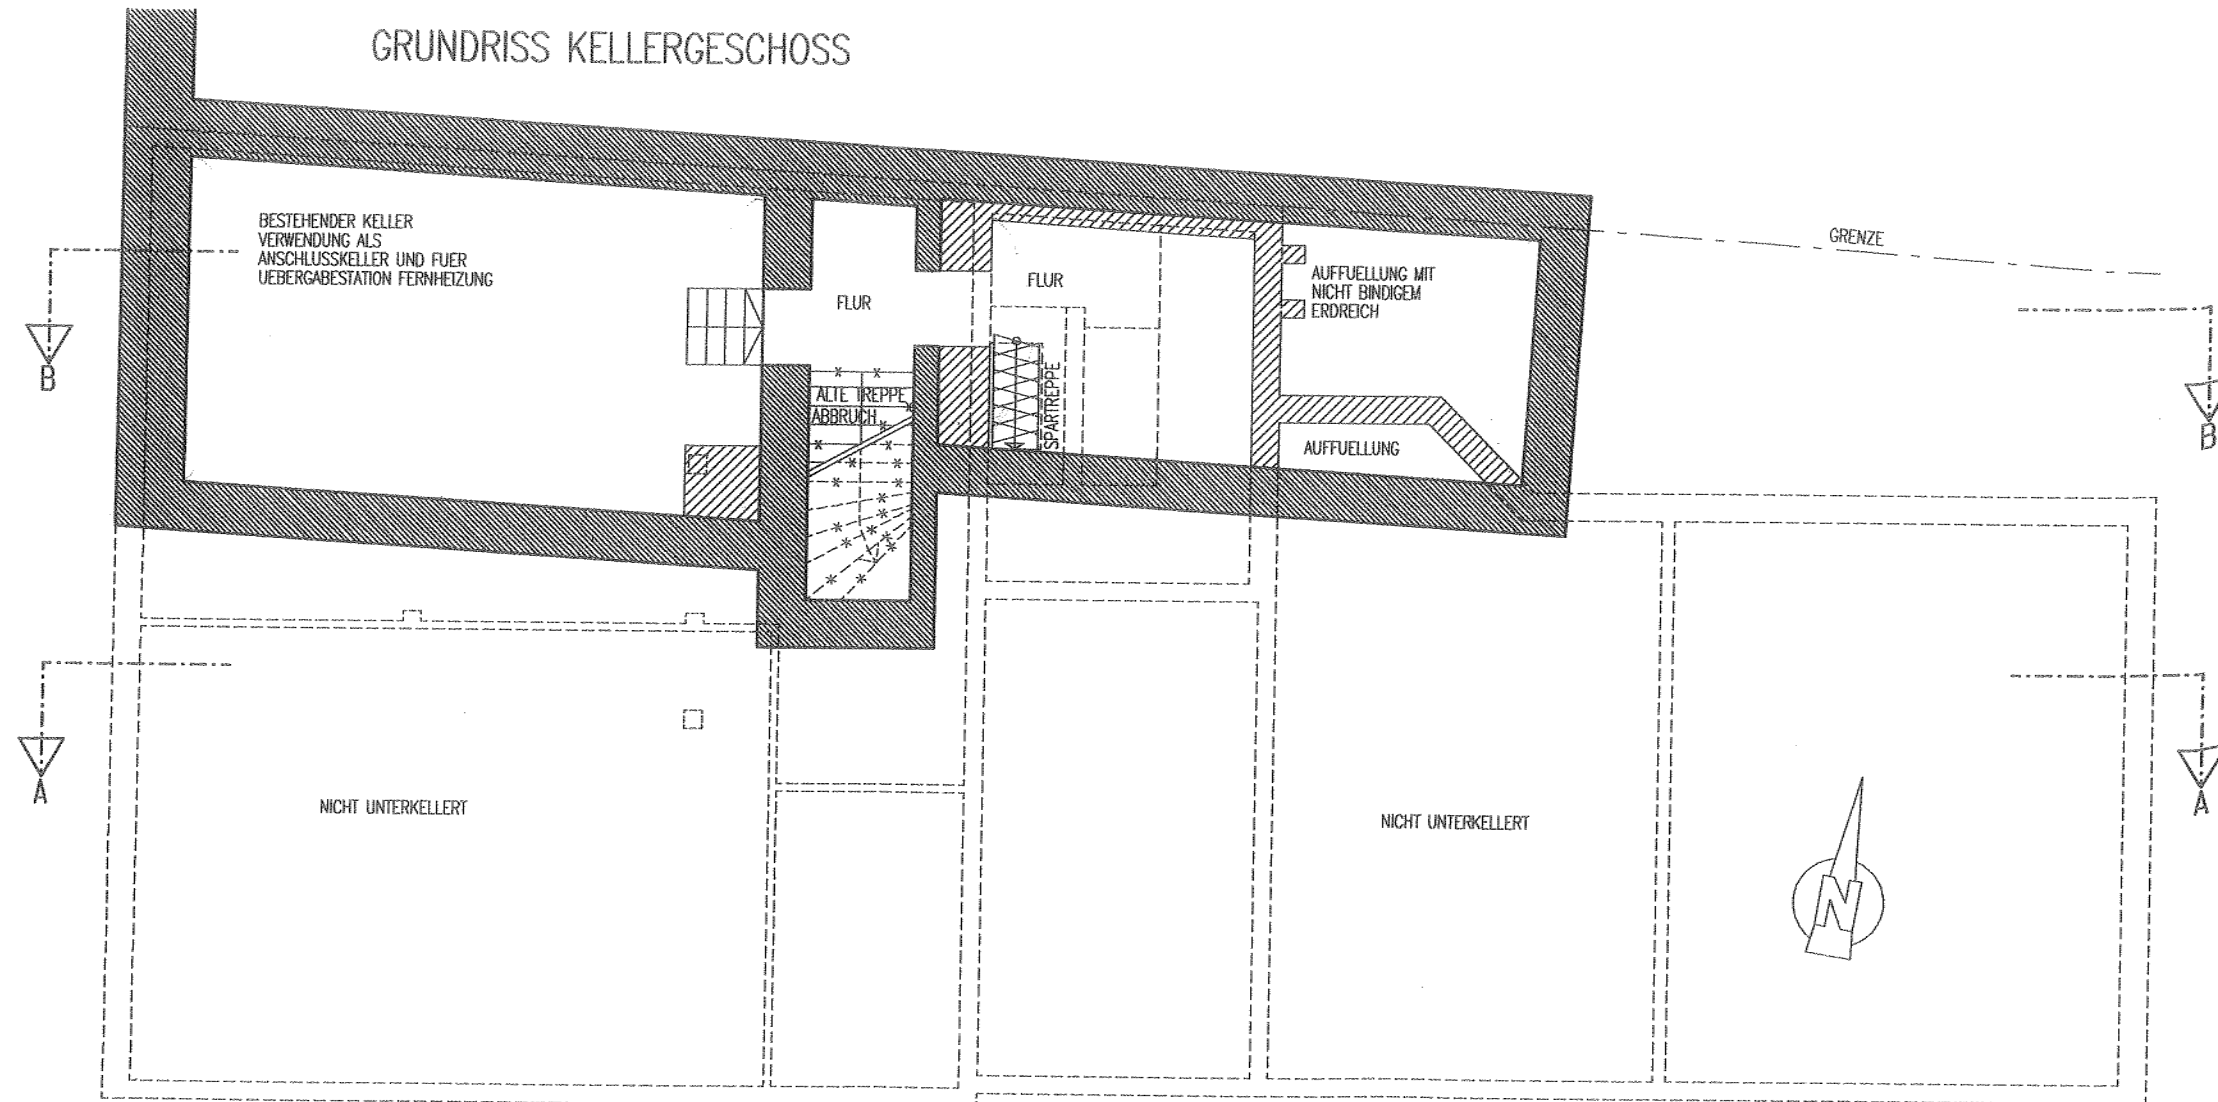 GRUNDRISS KELLERGESCHOSS
BESTEHENDER KELLER
VERWENDUNG ALS
ANSCHLUSSKELLER UND FUER
UEBERGABESTATION FERNHEIZUNG
FLUR
FLUR
AUFFUELLUNG MIT
NICHT BINDIGEM
ERDREICH
GRENZE
B
B
ALTE TREPPE
ABBRUCH
SPARTREPPE
AUFFUELLUNG
A
A
NICHT UNTERKELLERT
NICHT UNTERKELLERT
N